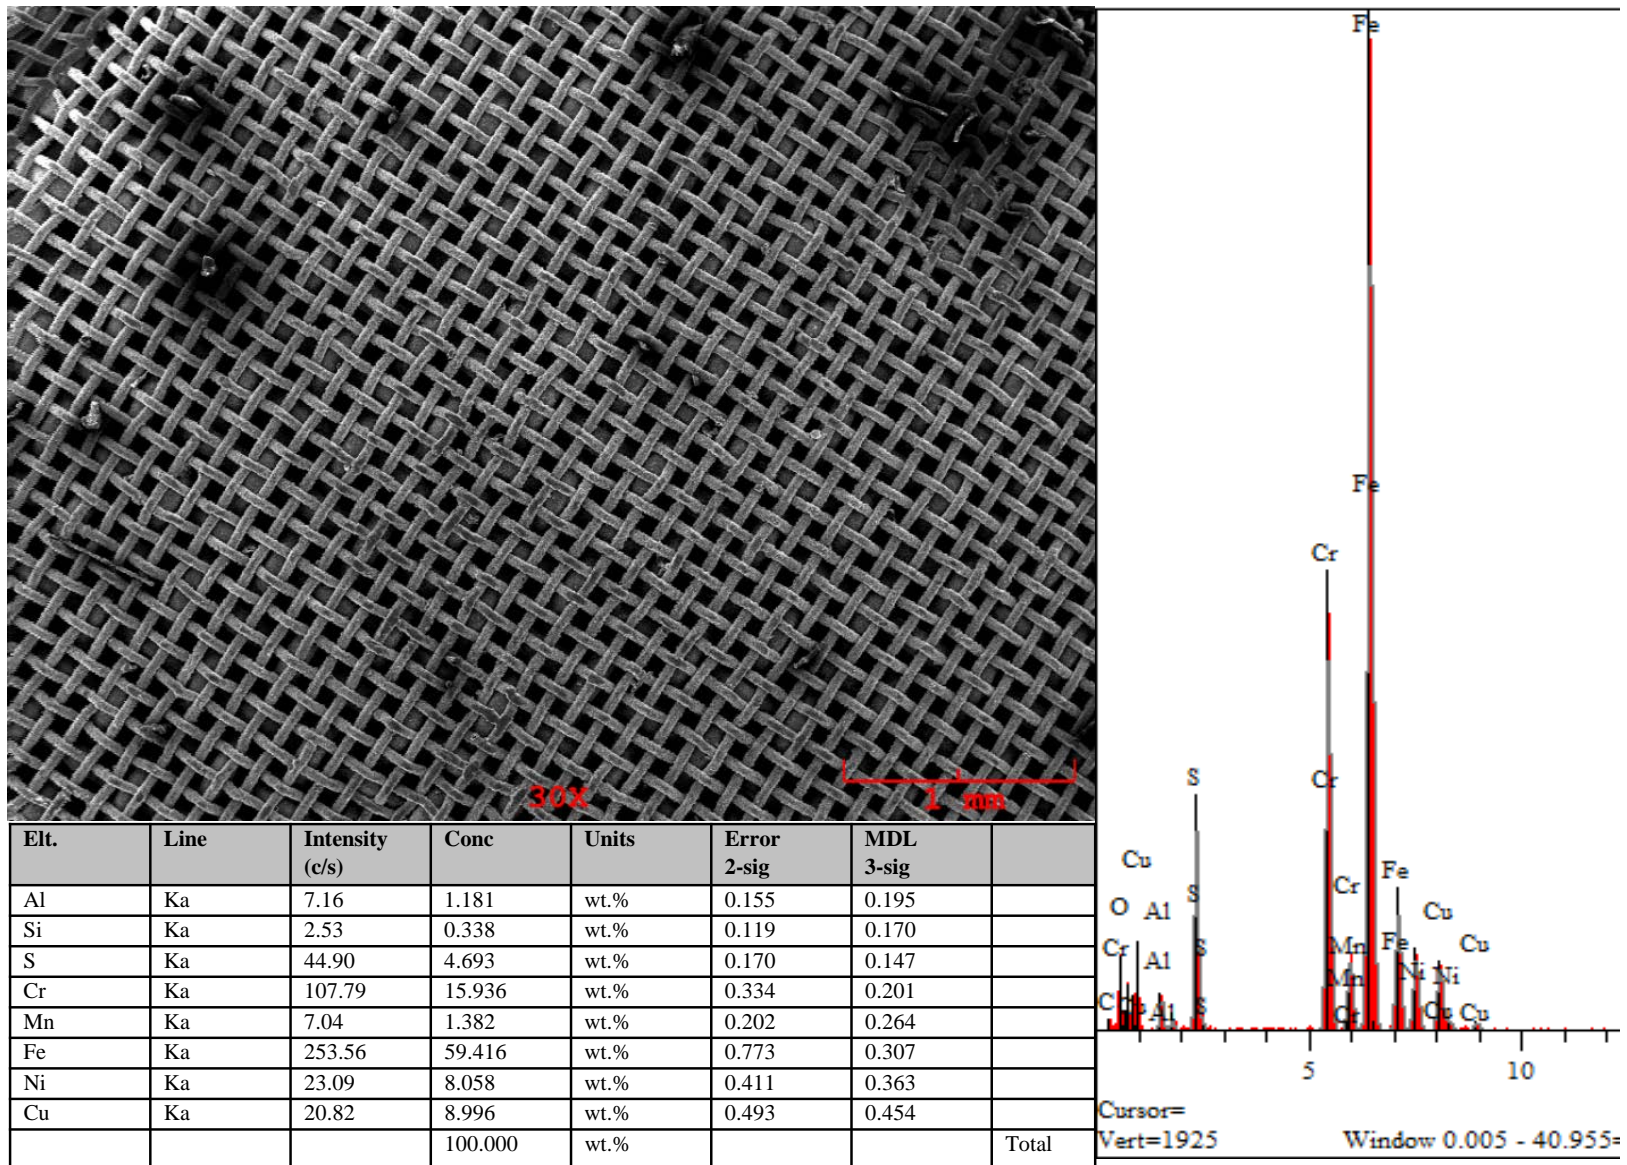 30X
1 mm
Elt. Line Intensity (c/s) Conc Units Error 2-sig MDL 3-sig
Al Ka 7.16 1.181 wt.% 0.155 0.195
Si Ka 2.53 0.338 wt.% 0.119 0.170
S Ka 44.90 4.693 wt.% 0.170 0.147
Cr Ka 107.79 15.936 wt.% 0.334 0.201
Mn Ka 7.04 1.382 wt.% 0.202 0.264
Fe Ka 253.56 59.416 wt.% 0.773 0.307
Ni Ka 23.09 8.058 wt.% 0.411 0.363
Cu Ka 20.82 8.996 wt.% 0.493 0.454
100.000 wt.% Total
Fe
Fe
Cr
S Cr
Cu
Fe
S Cr
O Al Cu
Cr Al S Mn Fe Cu
Mn Ni Ni
C Al S Cr Cu Cu
5 10
Cursor=
Vert=1925 Window 0.005 - 40.955=